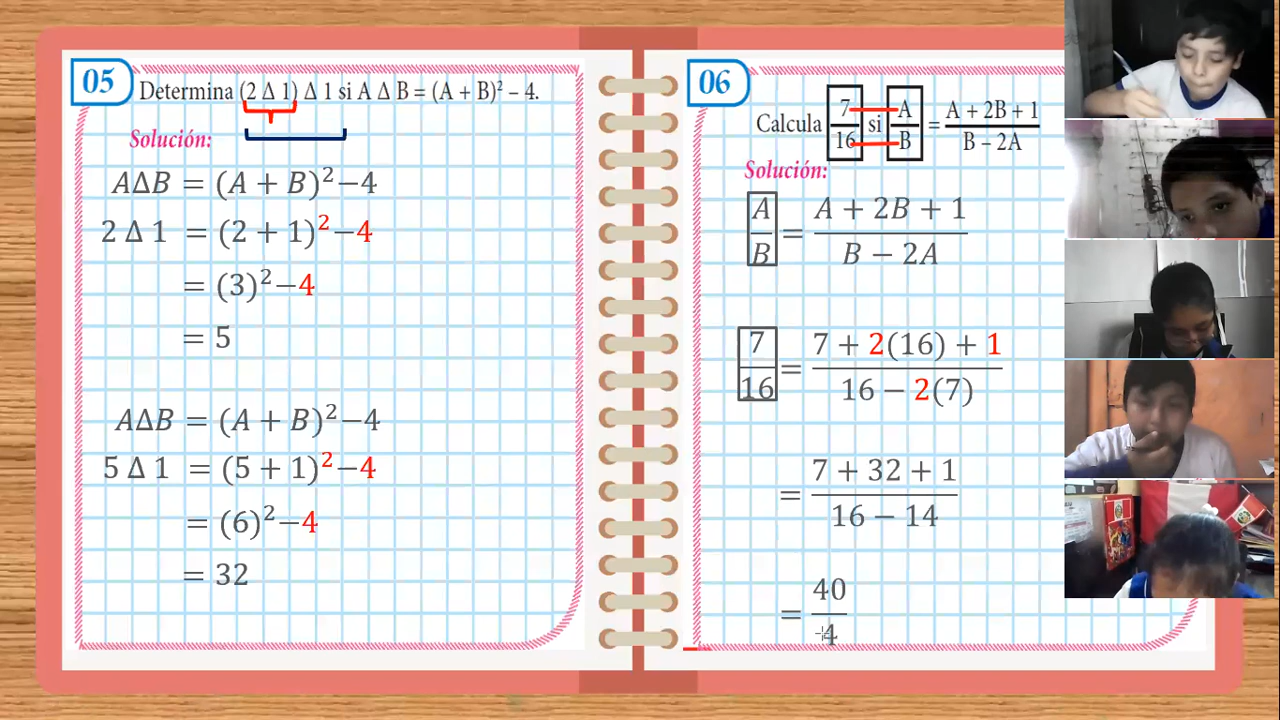 05
Determina (2 Δ 1) Δ 1 si A Δ B = (A + B)² – 4.
Solución:
AΔB = (A + B)² −4
2 Δ 1 = (2 + 1)² −4
= (3)² −4
= 5
AΔB = (A + B)² −4
5 Δ 1 = (5 + 1)² −4
= (6)² −4
= 32
06
Calcula 7/16 si A/B = A + 2B + 1 / B – 2A
Solución:
A/B = A + 2B + 1 / B − 2A
7/16 = 7 + 2(16) + 1 / 16 − 2(7)
= 7 + 32 + 1 / 16 − 14
= 40 / 4